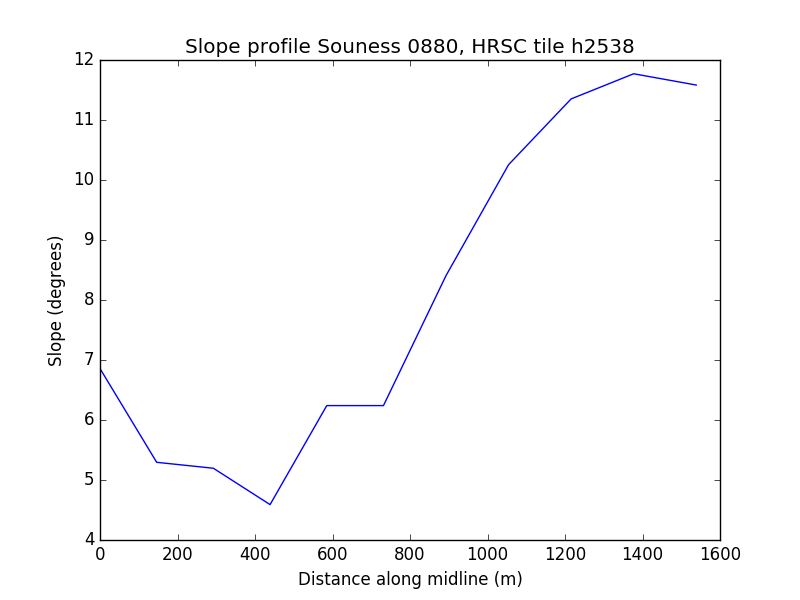 Slope profile Souness 0880, HRSC tile h2538
12
11
10
9
8
7
6
5
4
Slope (degrees)
0 200 400 600 800 1000 1200 1400 1600
Distance along midline (m)